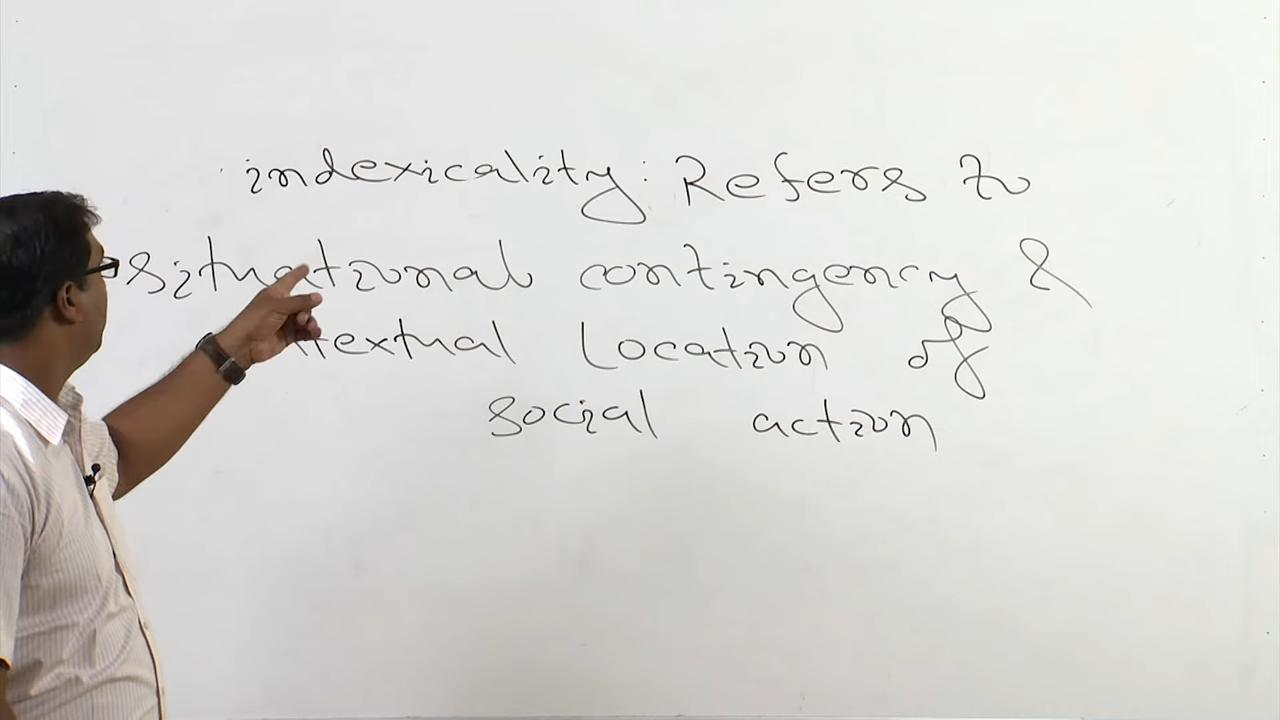 indexicality: Refers to
situational contingency &
textual Location of
social action